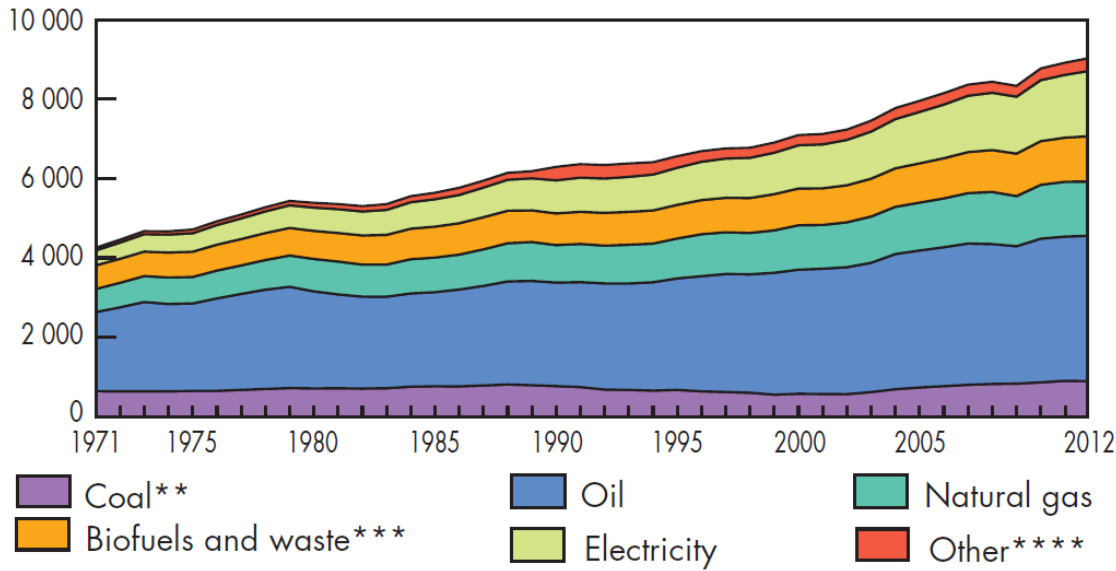 10 000
8 000
6 000
4 000
2 000
0
1971 1975 1980 1985 1990 1995 2000 2005 2012
Coal** Oil Natural gas
Biofuels and waste*** Electricity Other****